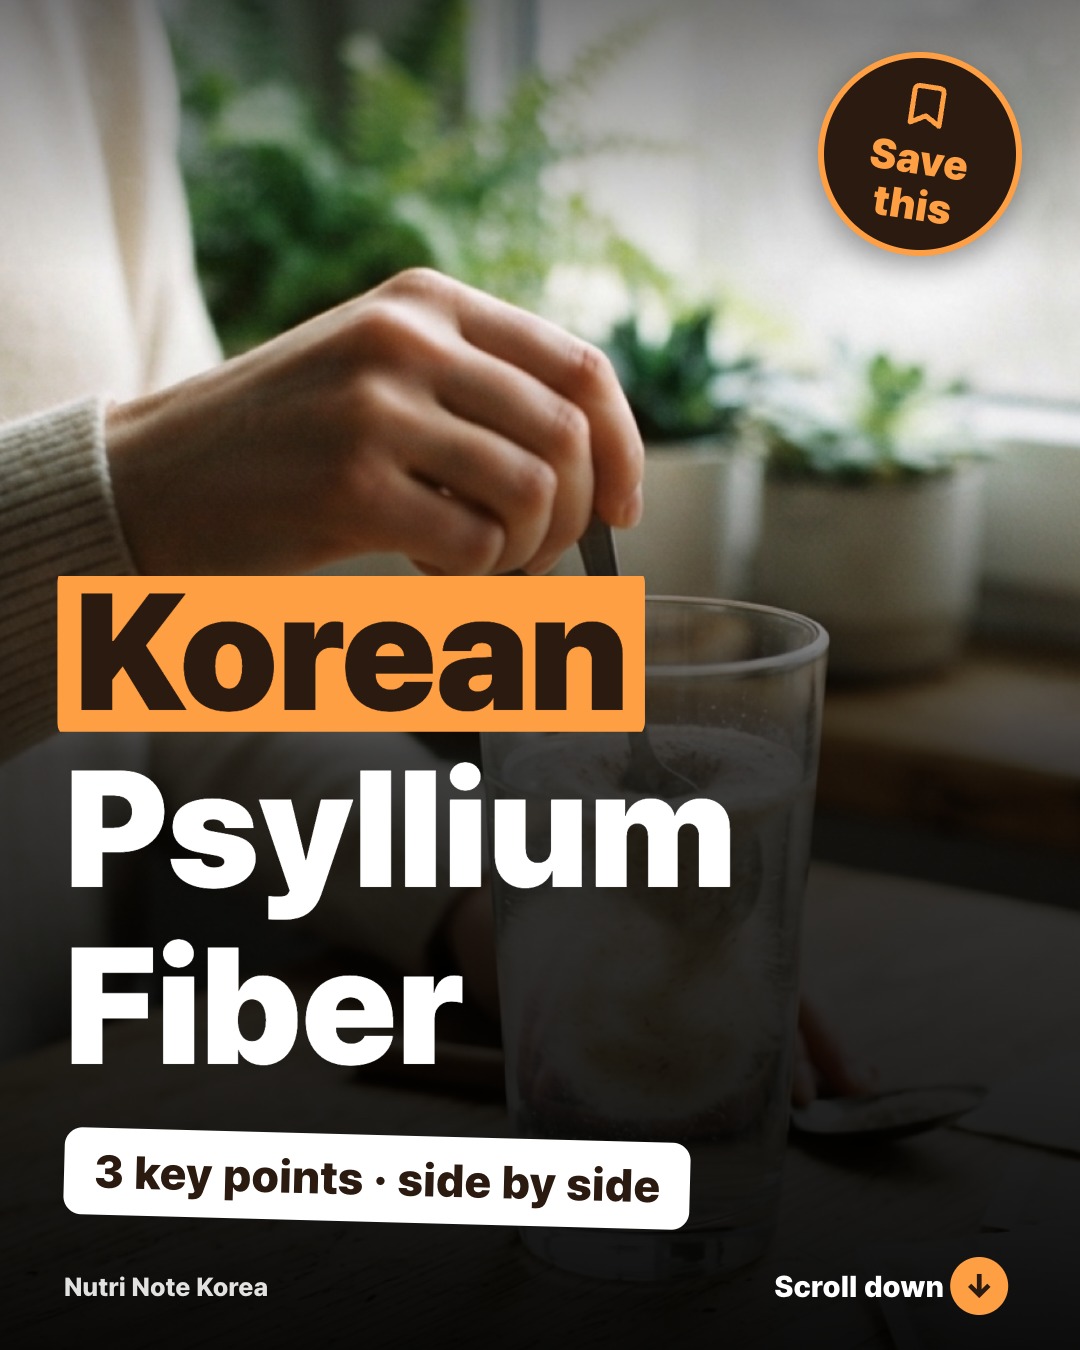 Save
this
Korean
Psyllium
Fiber
3 key points · side by side
Nutri Note Korea
Scroll down